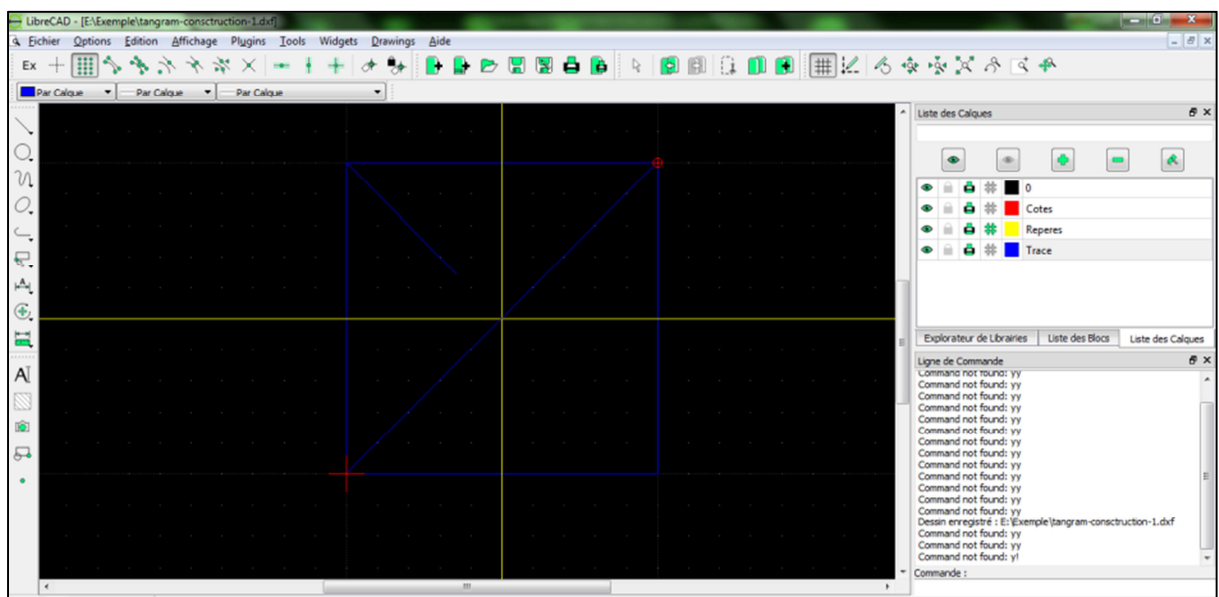 LibreCAD - [E:\Exemple\tangram-consctruction-1.dxf]
Eichier Options Edition Affichage Plugins Tools Widgets Drawings Aide
Ex
Par Calque Par Calque Par Calque
Liste des Calques
0
Cotes
Reperes
Trace
Explorateur de Librairies Liste des Blocs Liste des Calques
Ligne de Commande
Command not found: yy
Command not found: yy
Command not found: yy
Command not found: yy
Command not found: yy
Command not found: yy
Command not found: yy
Command not found: yy
Command not found: yy
Command not found: yy
Command not found: yy
Command not found: yy
Command not found: yy
Dessin enregistré : E:\Exemple\tangram-consctruction-1.dxf
Command not found: yy
Command not found: yy
Command not found: y!
Commande :
A